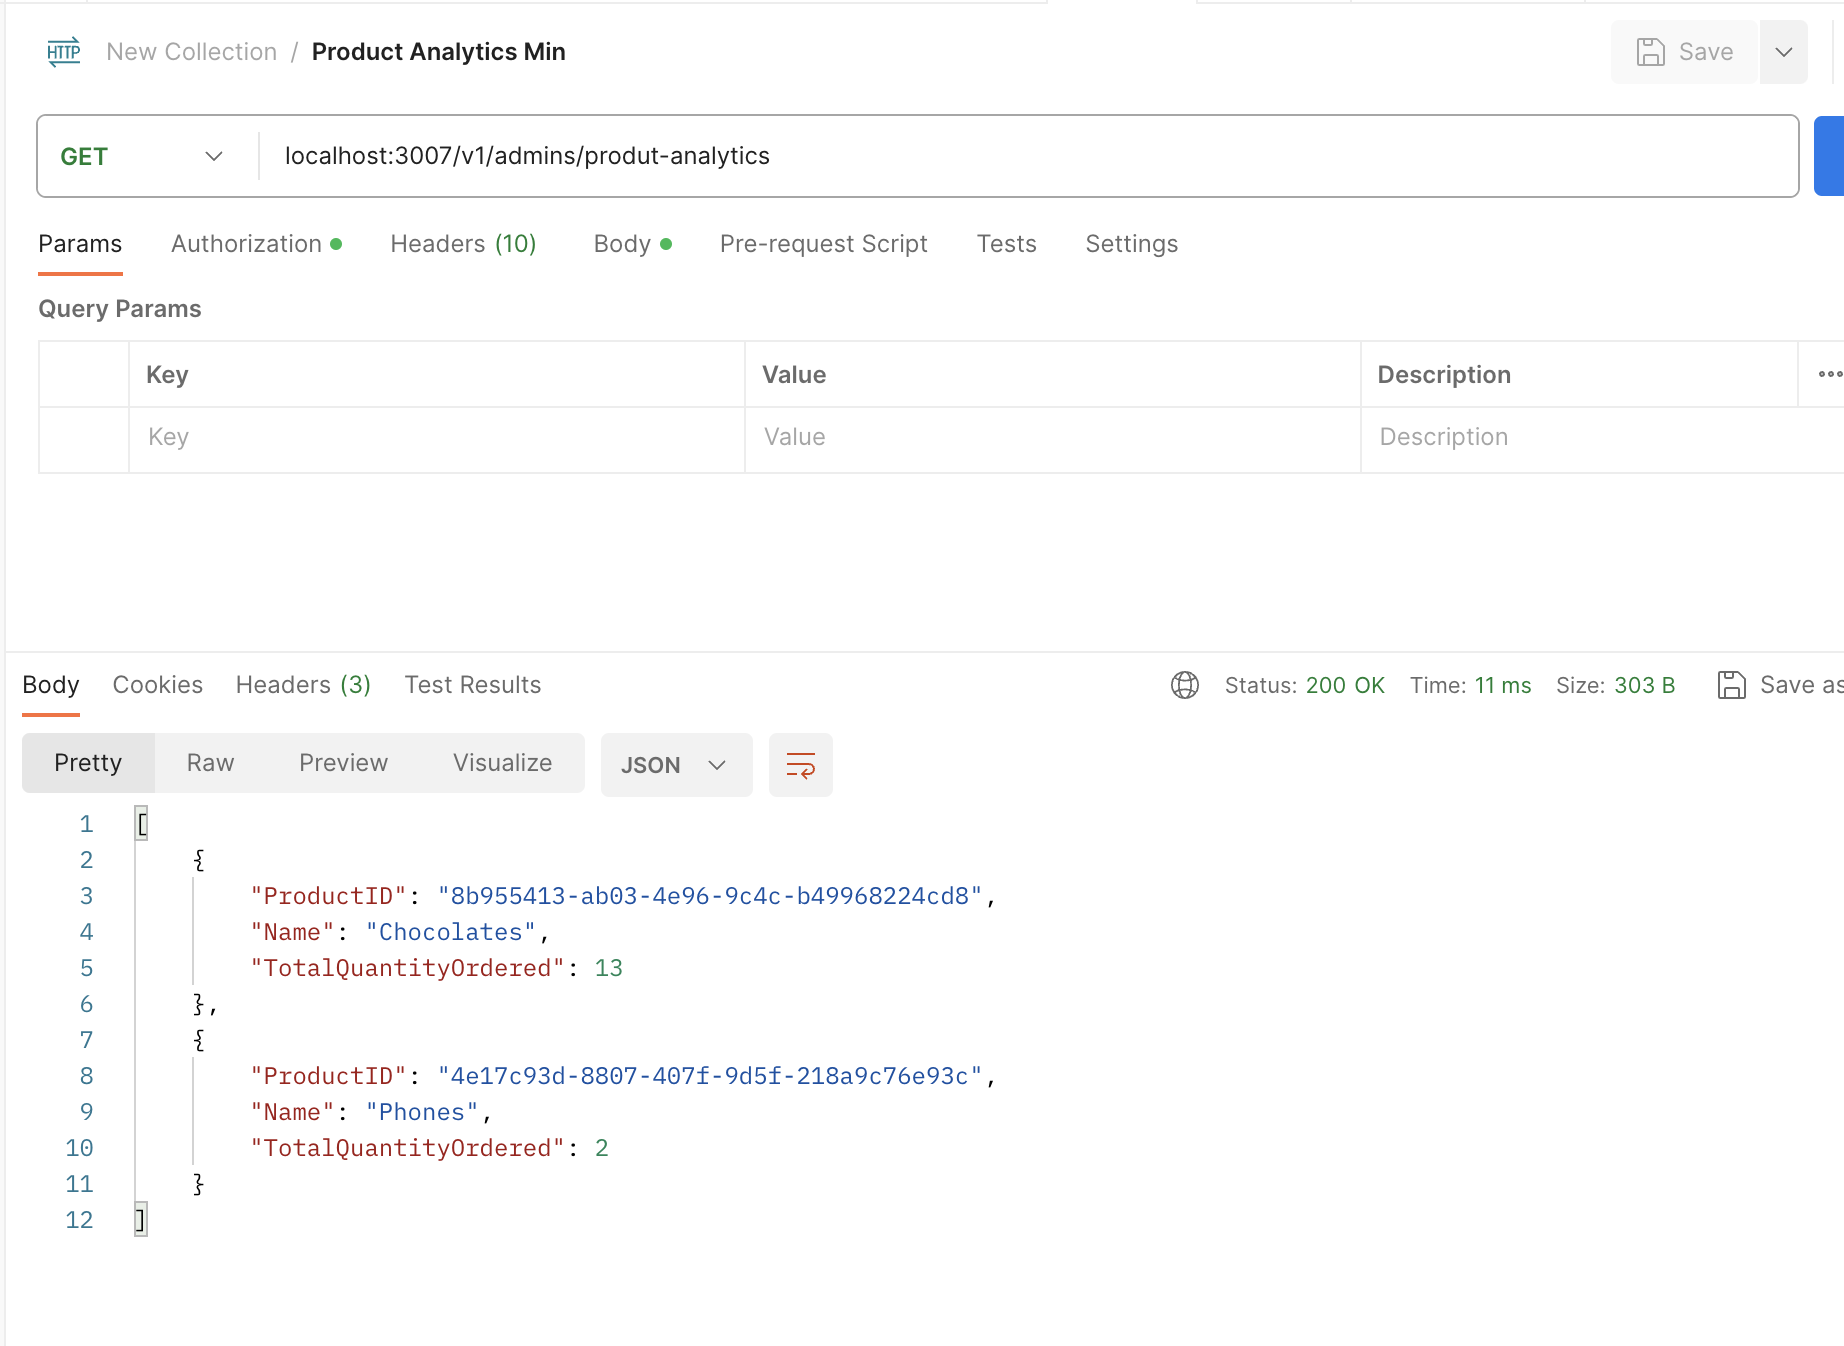 HTTP New Collection / Product Analytics Min Save
GET localhost:3007/v1/admins/produt-analytics
Params Authorization Headers (10) Body Pre-request Script Tests Settings
Query Params
Key Value Description
Key Value Description
Body Cookies Headers (3) Test Results Status: 200 OK Time: 11 ms Size: 303 B Save as
Pretty Raw Preview Visualize JSON
1 [
2 {
3 "ProductID": "8b955413-ab03-4e96-9c4c-b49968224cd8",
4 "Name": "Chocolates",
5 "TotalQuantityOrdered": 13
6 },
7 {
8 "ProductID": "4e17c93d-8807-407f-9d5f-218a9c76e93c",
9 "Name": "Phones",
10 "TotalQuantityOrdered": 2
11 }
12 ]